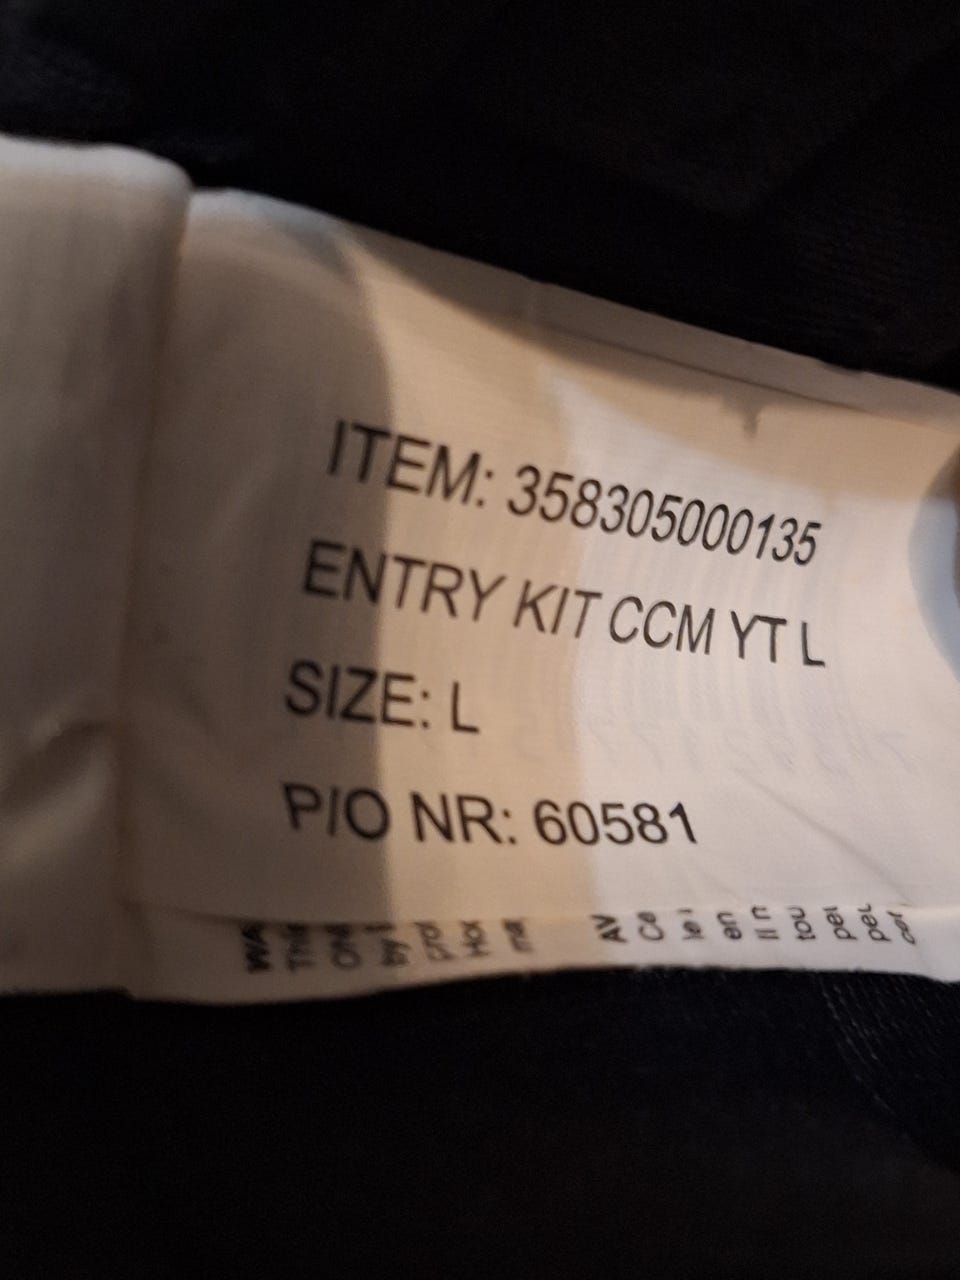 ITEM: 358305000135
ENTRY KIT CCM YT L
SIZE: L
P/O NR: 60581